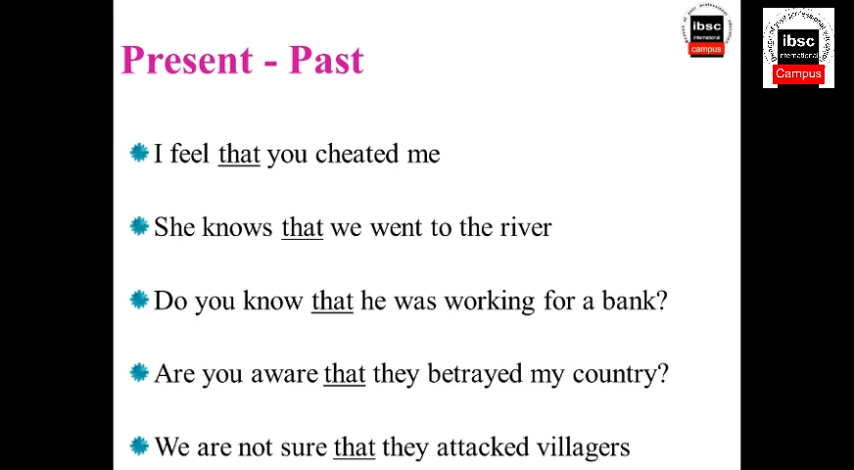 Present - Past
I feel that you cheated me
She knows that we went to the river
Do you know that he was working for a bank?
Are you aware that they betrayed my country?
We are not sure that they attacked villagers
ibsc
international
campus
ibsc
international
Campus